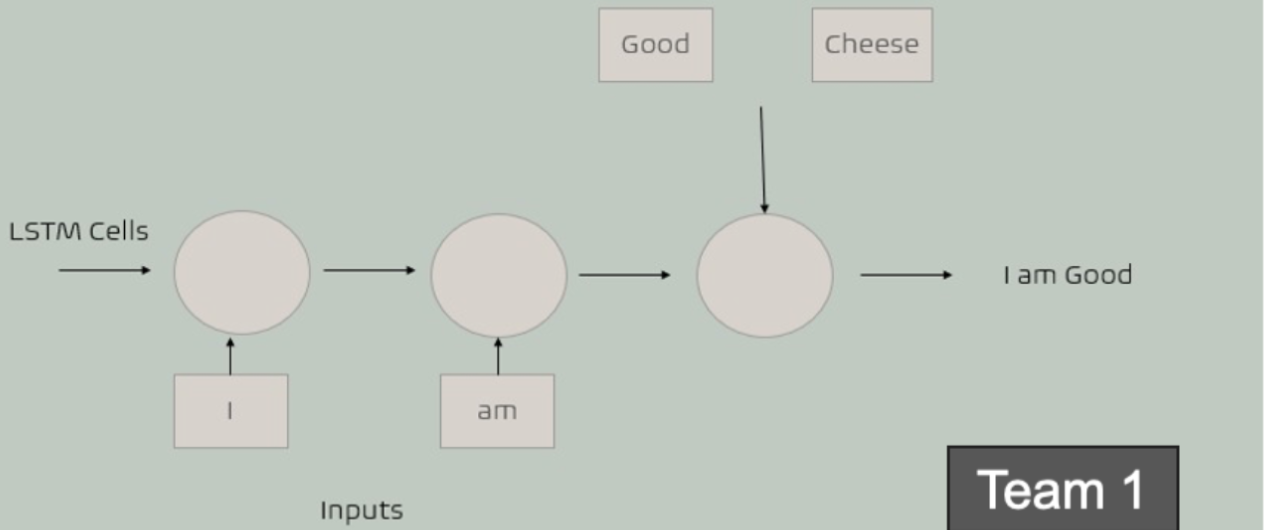 Good
Cheese
LSTM Cells
I am Good
I
am
Inputs
Team 1